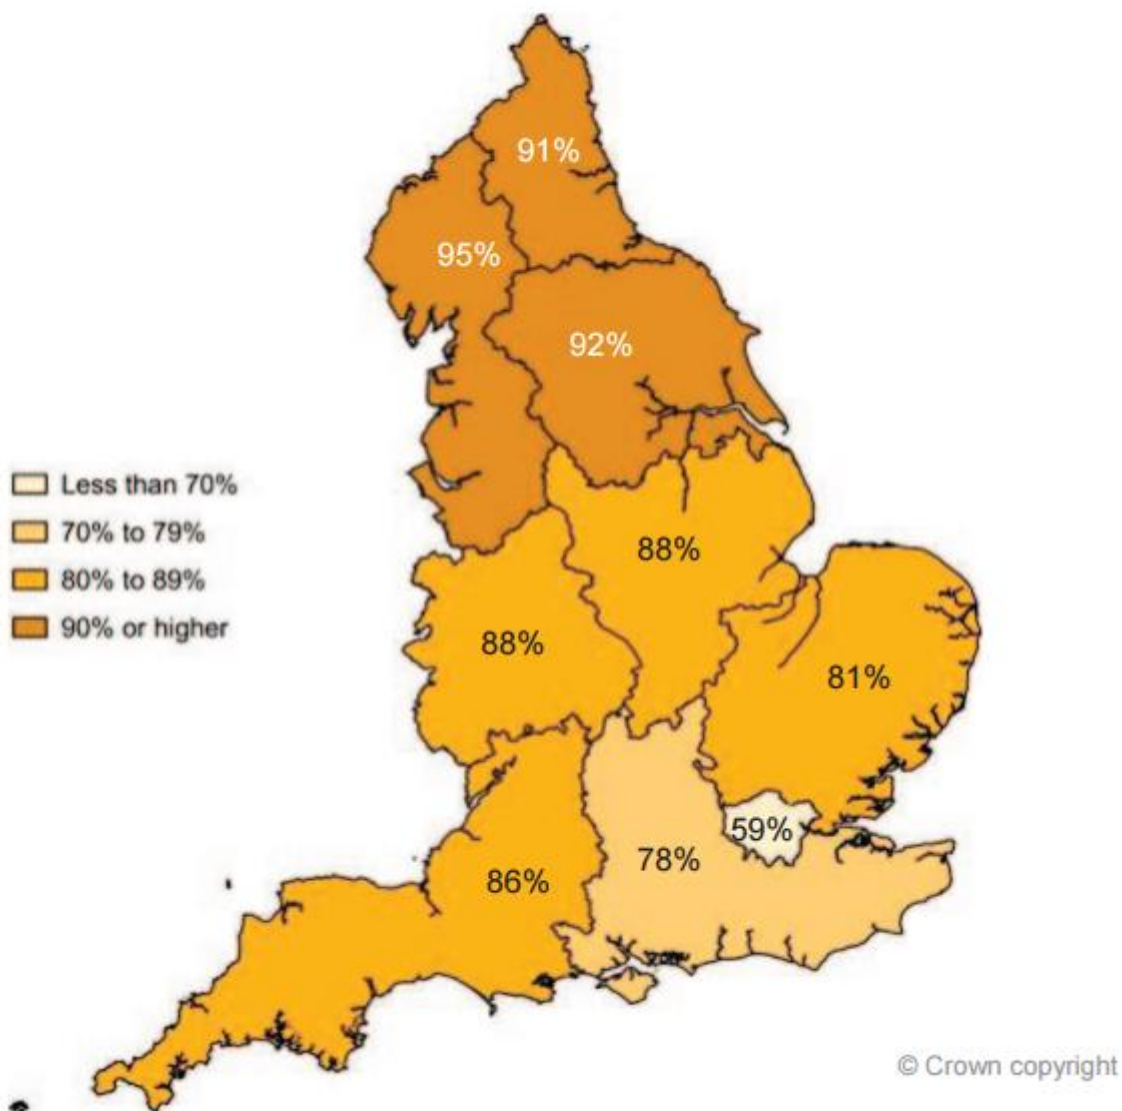 91%
95%
92%
Less than 70%
70% to 79%
80% to 89%
90% or higher
88%
88%
81%
59%
78%
86%
© Crown copyright